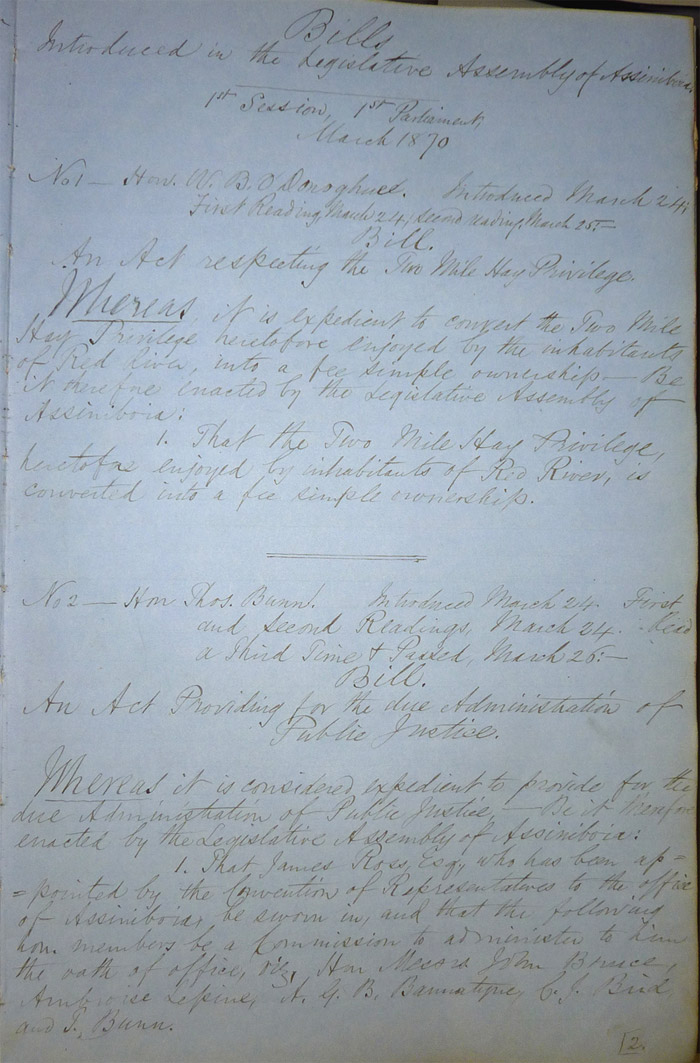 Bills
Introduced in the Legislative Assembly of Assiniboia,
1st Session, 1st Parliament,
March 1870
No 1 — Hon. W. B. O'Donoghue. Introduced March 24;
First Reading, March 24; Second reading, March 25.—
Bill.
An Act respecting the Two Mile Hay Privilege.
Whereas, it is expedient to convert the Two Mile
Hay Privilege heretofore enjoyed by the inhabitants
of Red River, into a fee simple ownership — Be
it therefore enacted by the Legislative Assembly of
Assiniboia:
1. That the Two Mile Hay Privilege,
heretofore enjoyed by inhabitants of Red River, is
converted into a fee simple ownership.
No 2 — Hon Thos. Bunn. Introduced March 24. First
and Second Readings, March 24. Read
a Third Time & Passed, March 26.—
Bill.
An Act Providing for the due Administration of
Public Justice.
Whereas it is considered expedient to provide for the
due Administration of Public Justice — Be it therefore
enacted by the Legislative Assembly of Assiniboia:
1. That, James Ross, Esq., who has been ap=
=pointed by the Convention of Representatives to the office
of Assiniboia, be sworn in, and that the following
hon. members be a Commission to administer to him
the oath of office, viz, Hon Messrs John Bruce,
Ambroise Lepine, A. G. B. Bannatyne, C. J. Bird
and T. Bunn.
2.